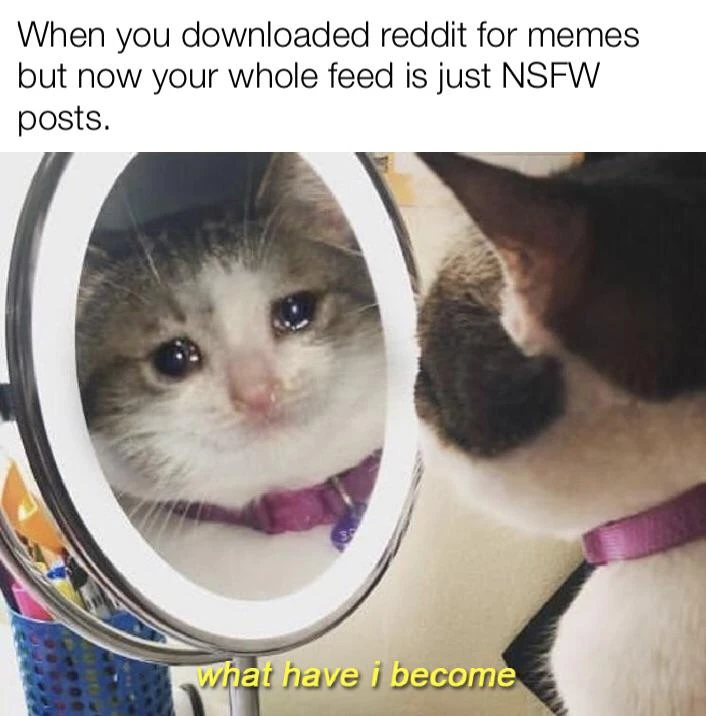 When you downloaded reddit for memes
but now your whole feed is just NSFW
posts.
what have i become